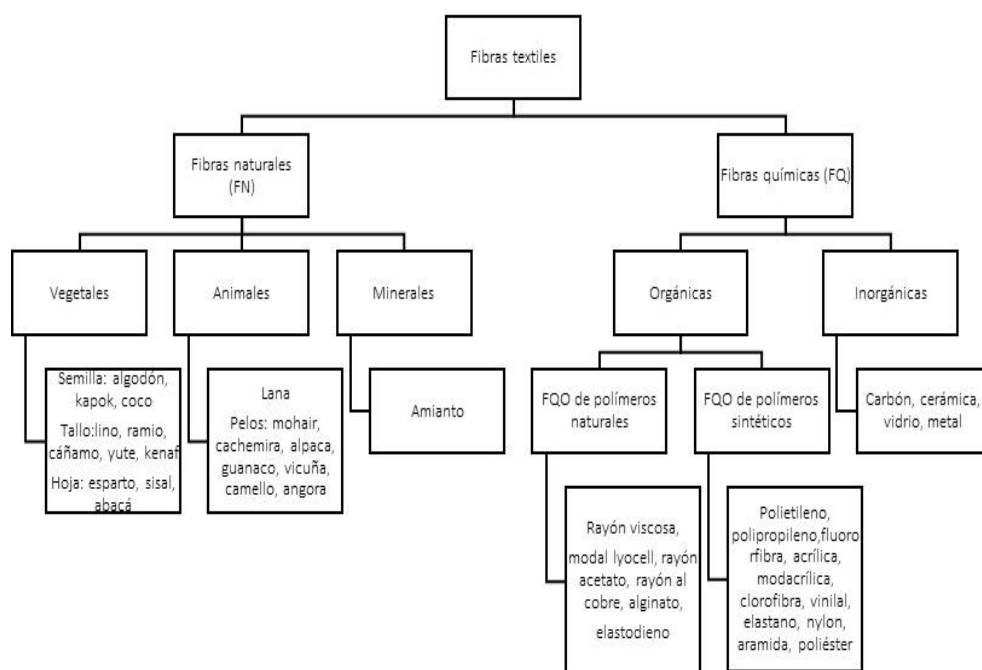 Fibras textiles
Fibras naturales
(FN)
Fibras químicas (FQ)
Vegetales
Animales
Minerales
Orgánicas
Inorgánicas
Semilla: algodón,
kapok, coco
Tallo:lino, ramio,
cáñamo, yute, kenaf
Hoja: esparto, sisal,
abacá
Lana
Pelos: mohair,
cachemira, alpaca,
guanaco, vicuña,
camello, angora
Amianto
FQO de polímeros
naturales
FQO de polímeros
sintéticos
Carbón, cerámica,
vidrio, metal
Rayón viscosa,
modal lyocell, rayón
acetato, rayón al
cobre, alginato,
elastodieno
Polietileno,
polipropileno,fluoro
rfibra, acrílica,
modacrílica,
clorofibra, vinilal,
elastano, nylon,
aramida, poliéster